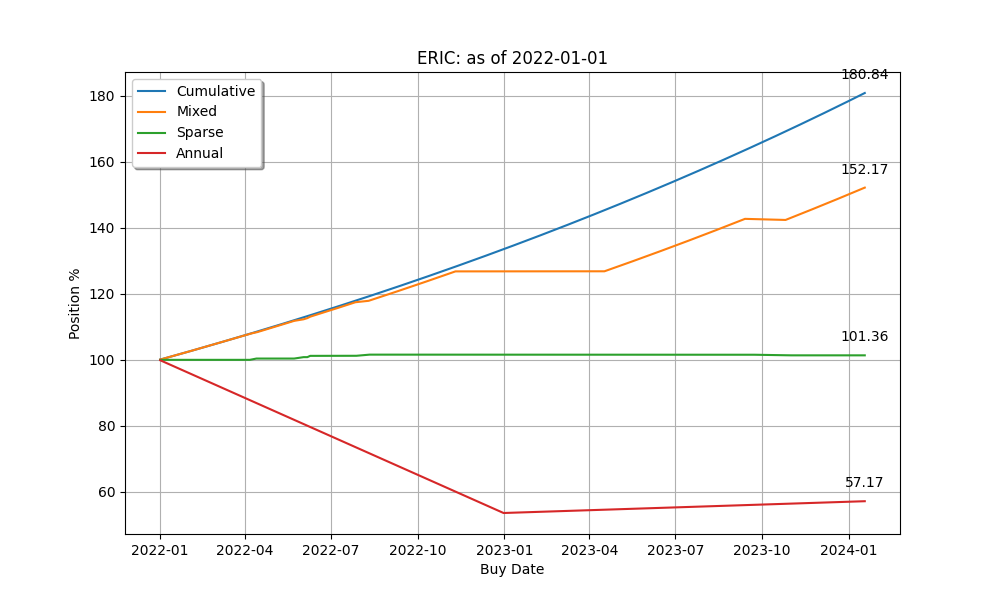 ERIC: as of 2022-01-01
180.84
180
Cumulative
Mixed
Sparse
Annual
160
152.17
140
120
101.36
100
80
60
57.17
2022-01 2022-04 2022-07 2022-10 2023-01 2023-04 2023-07 2023-10 2024-01
Buy Date
Position %